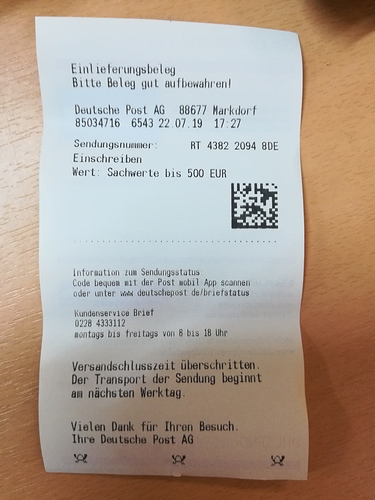 Einlieferungsbeleg
Bitte Beleg gut aufbewahren!
Deutsche Post AG 88677 Markdorf
85034716 6543 22.07.19 17:27
Sendungsnummer: RT 4382 2094 8DE
Einschreiben
Wert: Sachwerte bis 500 EUR
Information zum Sendungsstatus
Code bequem mit der Post mobil App scannen
oder unter www.deutschepost.de/briefstatus
Kundenservice Brief
0228 4333112
montags bis freitags von 8 bis 18 Uhr
Versandschlusszeit überschritten.
Der Transport der Sendung beginnt
am nächsten Werktag.
Vielen Dank für Ihren Besuch.
Ihre Deutsche Post AG